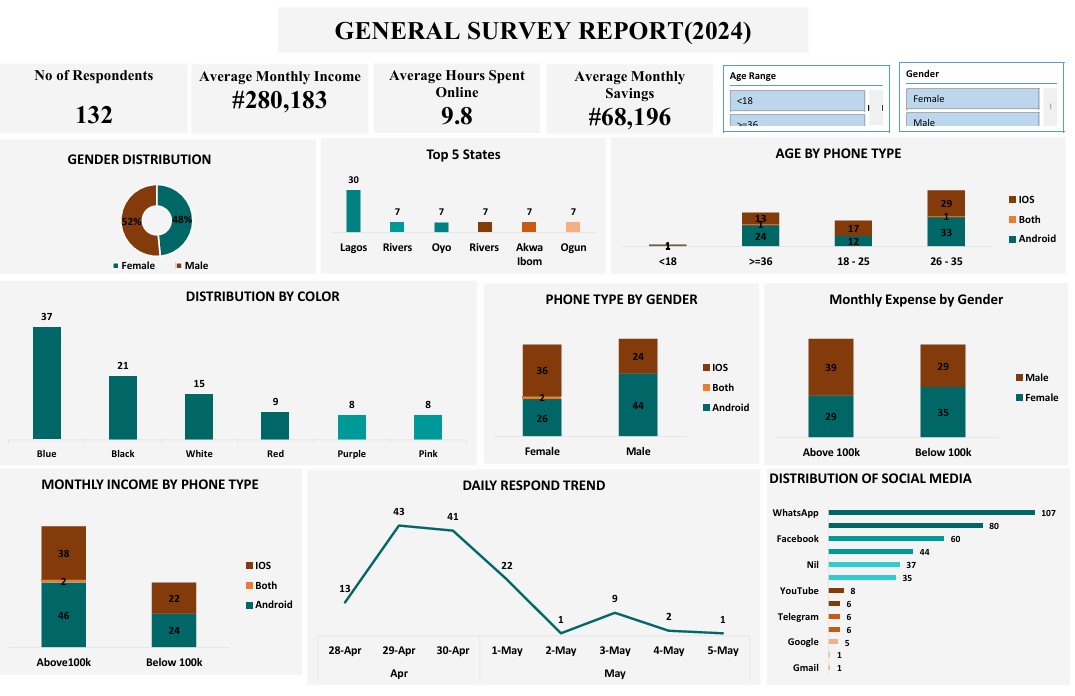 GENERAL SURVEY REPORT(2024)
No of Respondents
132
Average Monthly Income
#280,183
Average Hours Spent
Online
9.8
Average Monthly
Savings
#68,196
Age Range
<18
>=36
Gender
Female
Male
GENDER DISTRIBUTION
52%
48%
Female Male
Top 5 States
30
7 7 7 7 7
Lagos Rivers Oyo Rivers Akwa Ibom Ogun
AGE BY PHONE TYPE
1
13
1
24
17
12
29
1
33
<18 >=36 18 - 25 26 - 35
IOS
Both
Android
DISTRIBUTION BY COLOR
37
21
15
9
8
8
Blue Black White Red Purple Pink
PHONE TYPE BY GENDER
36
2
26
24
44
Female Male
IOS
Both
Android
Monthly Expense by Gender
39
29
29
35
Above 100k Below 100k
Male
Female
MONTHLY INCOME BY PHONE TYPE
38
2
46
22
24
Above100k Below 100k
IOS
Both
Android
DAILY RESPOND TREND
13
43
41
22
1
9
2
1
28-Apr 29-Apr 30-Apr 1-May 2-May 3-May 4-May 5-May
Apr May
DISTRIBUTION OF SOCIAL MEDIA
WhatsApp 107
80
Facebook 60
44
Nil 37
35
YouTube 8
6
Telegram 6
6
Google 5
1
Gmail 1